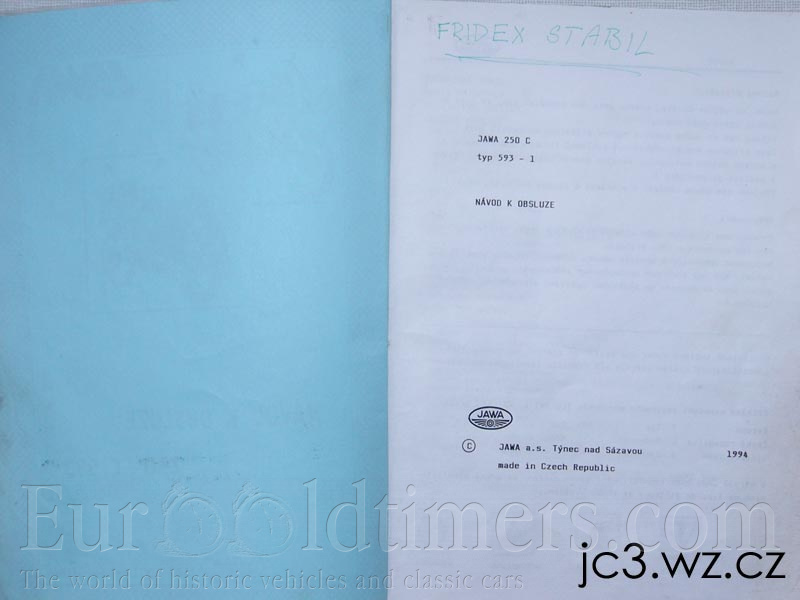 FRIDEX STABIL
JAWA 250 C
typ 593 - 1
NÁVOD K OBSLUZE
JAWA
© JAWA a.s. Týnec nad Sázavou 1994
made in Czech Republic
EuroOldtimers.com
The world of historic vehicles and classic cars
jc3.wz.cz